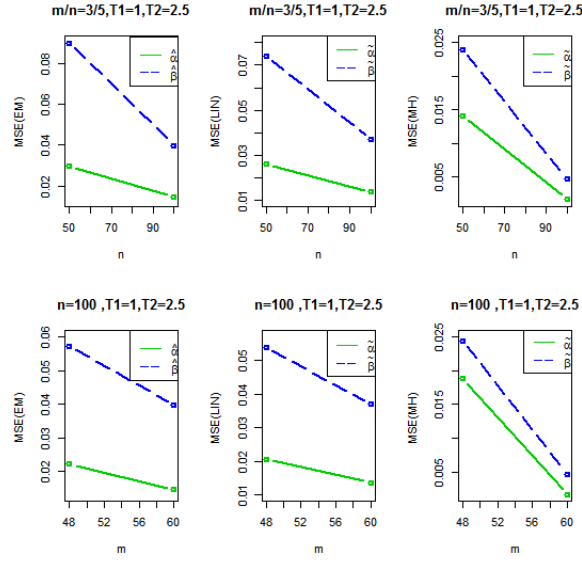 m/n=3/5,T1=1,T2=2.5
MSE(EM)
0.02 0.04 0.06 0.08
50 70 90
n
α̂
β̂
m/n=3/5,T1=1,T2=2.5
MSE(LIN)
0.01 0.03 0.05 0.07
50 70 90
n
α̃
β̃
m/n=3/5,T1=1,T2=2.5
MSE(MH)
0.005 0.015 0.025
50 70 90
n
α̃
β̃
n=100 ,T1=1,T2=2.5
MSE(EM)
0.02 0.03 0.04 0.05 0.06
48 52 56 60
m
α̂
β̂
n=100 ,T1=1,T2=2.5
MSE(LIN)
0.01 0.02 0.03 0.04 0.05
48 52 56 60
m
α̃
β̃
n=100 ,T1=1,T2=2.5
MSE(MH)
0.005 0.015 0.025
48 52 56 60
m
α̃
β̃